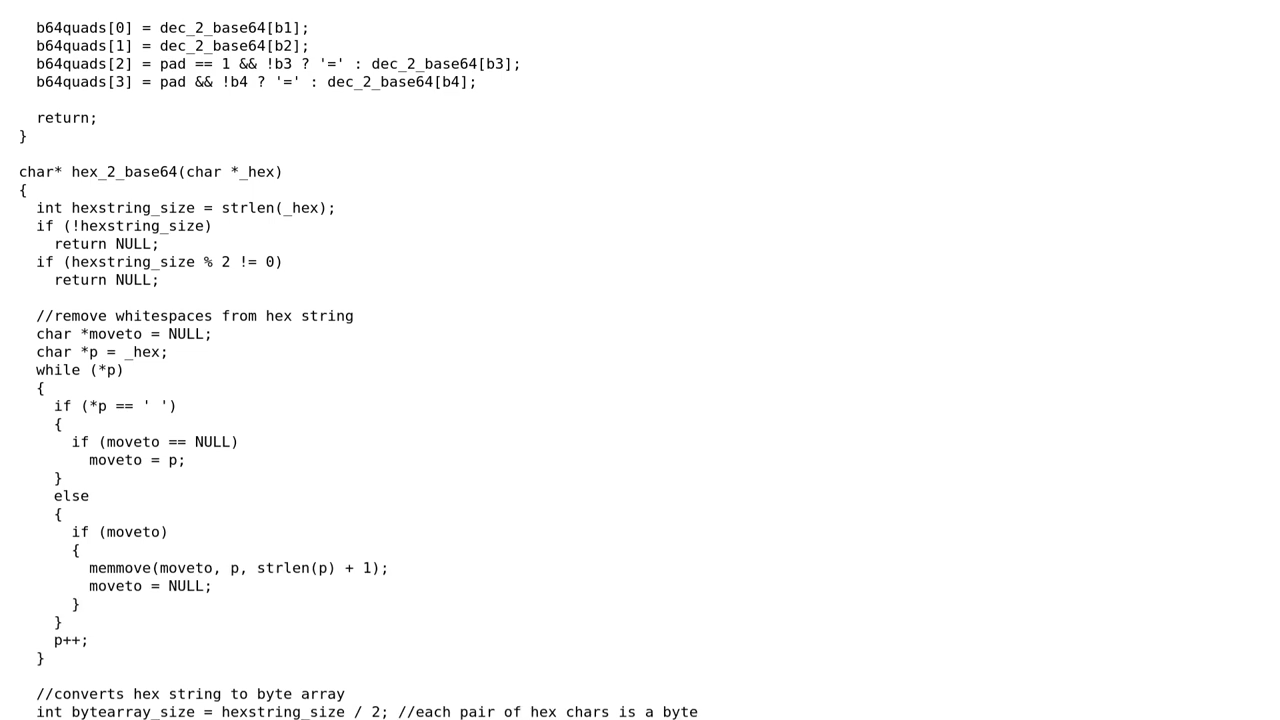 b64quads[0] = dec_2_base64[b1];
b64quads[1] = dec_2_base64[b2];
b64quads[2] = pad == 1 && !b3 ? '=' : dec_2_base64[b3];
b64quads[3] = pad && !b4 ? '=' : dec_2_base64[b4];
return;
}
char* hex_2_base64(char *_hex)
{
int hexstring_size = strlen(_hex);
if (!hexstring_size)
return NULL;
if (hexstring_size % 2 != 0)
return NULL;
//remove whitespaces from hex string
char *moveto = NULL;
char *p = _hex;
while (*p)
{
if (*p == ' ')
{
if (moveto == NULL)
moveto = p;
}
else
{
if (moveto)
{
memmove(moveto, p, strlen(p) + 1);
moveto = NULL;
}
}
p++;
}
//converts hex string to byte array
int bytearray_size = hexstring_size / 2; //each pair of hex chars is a byte